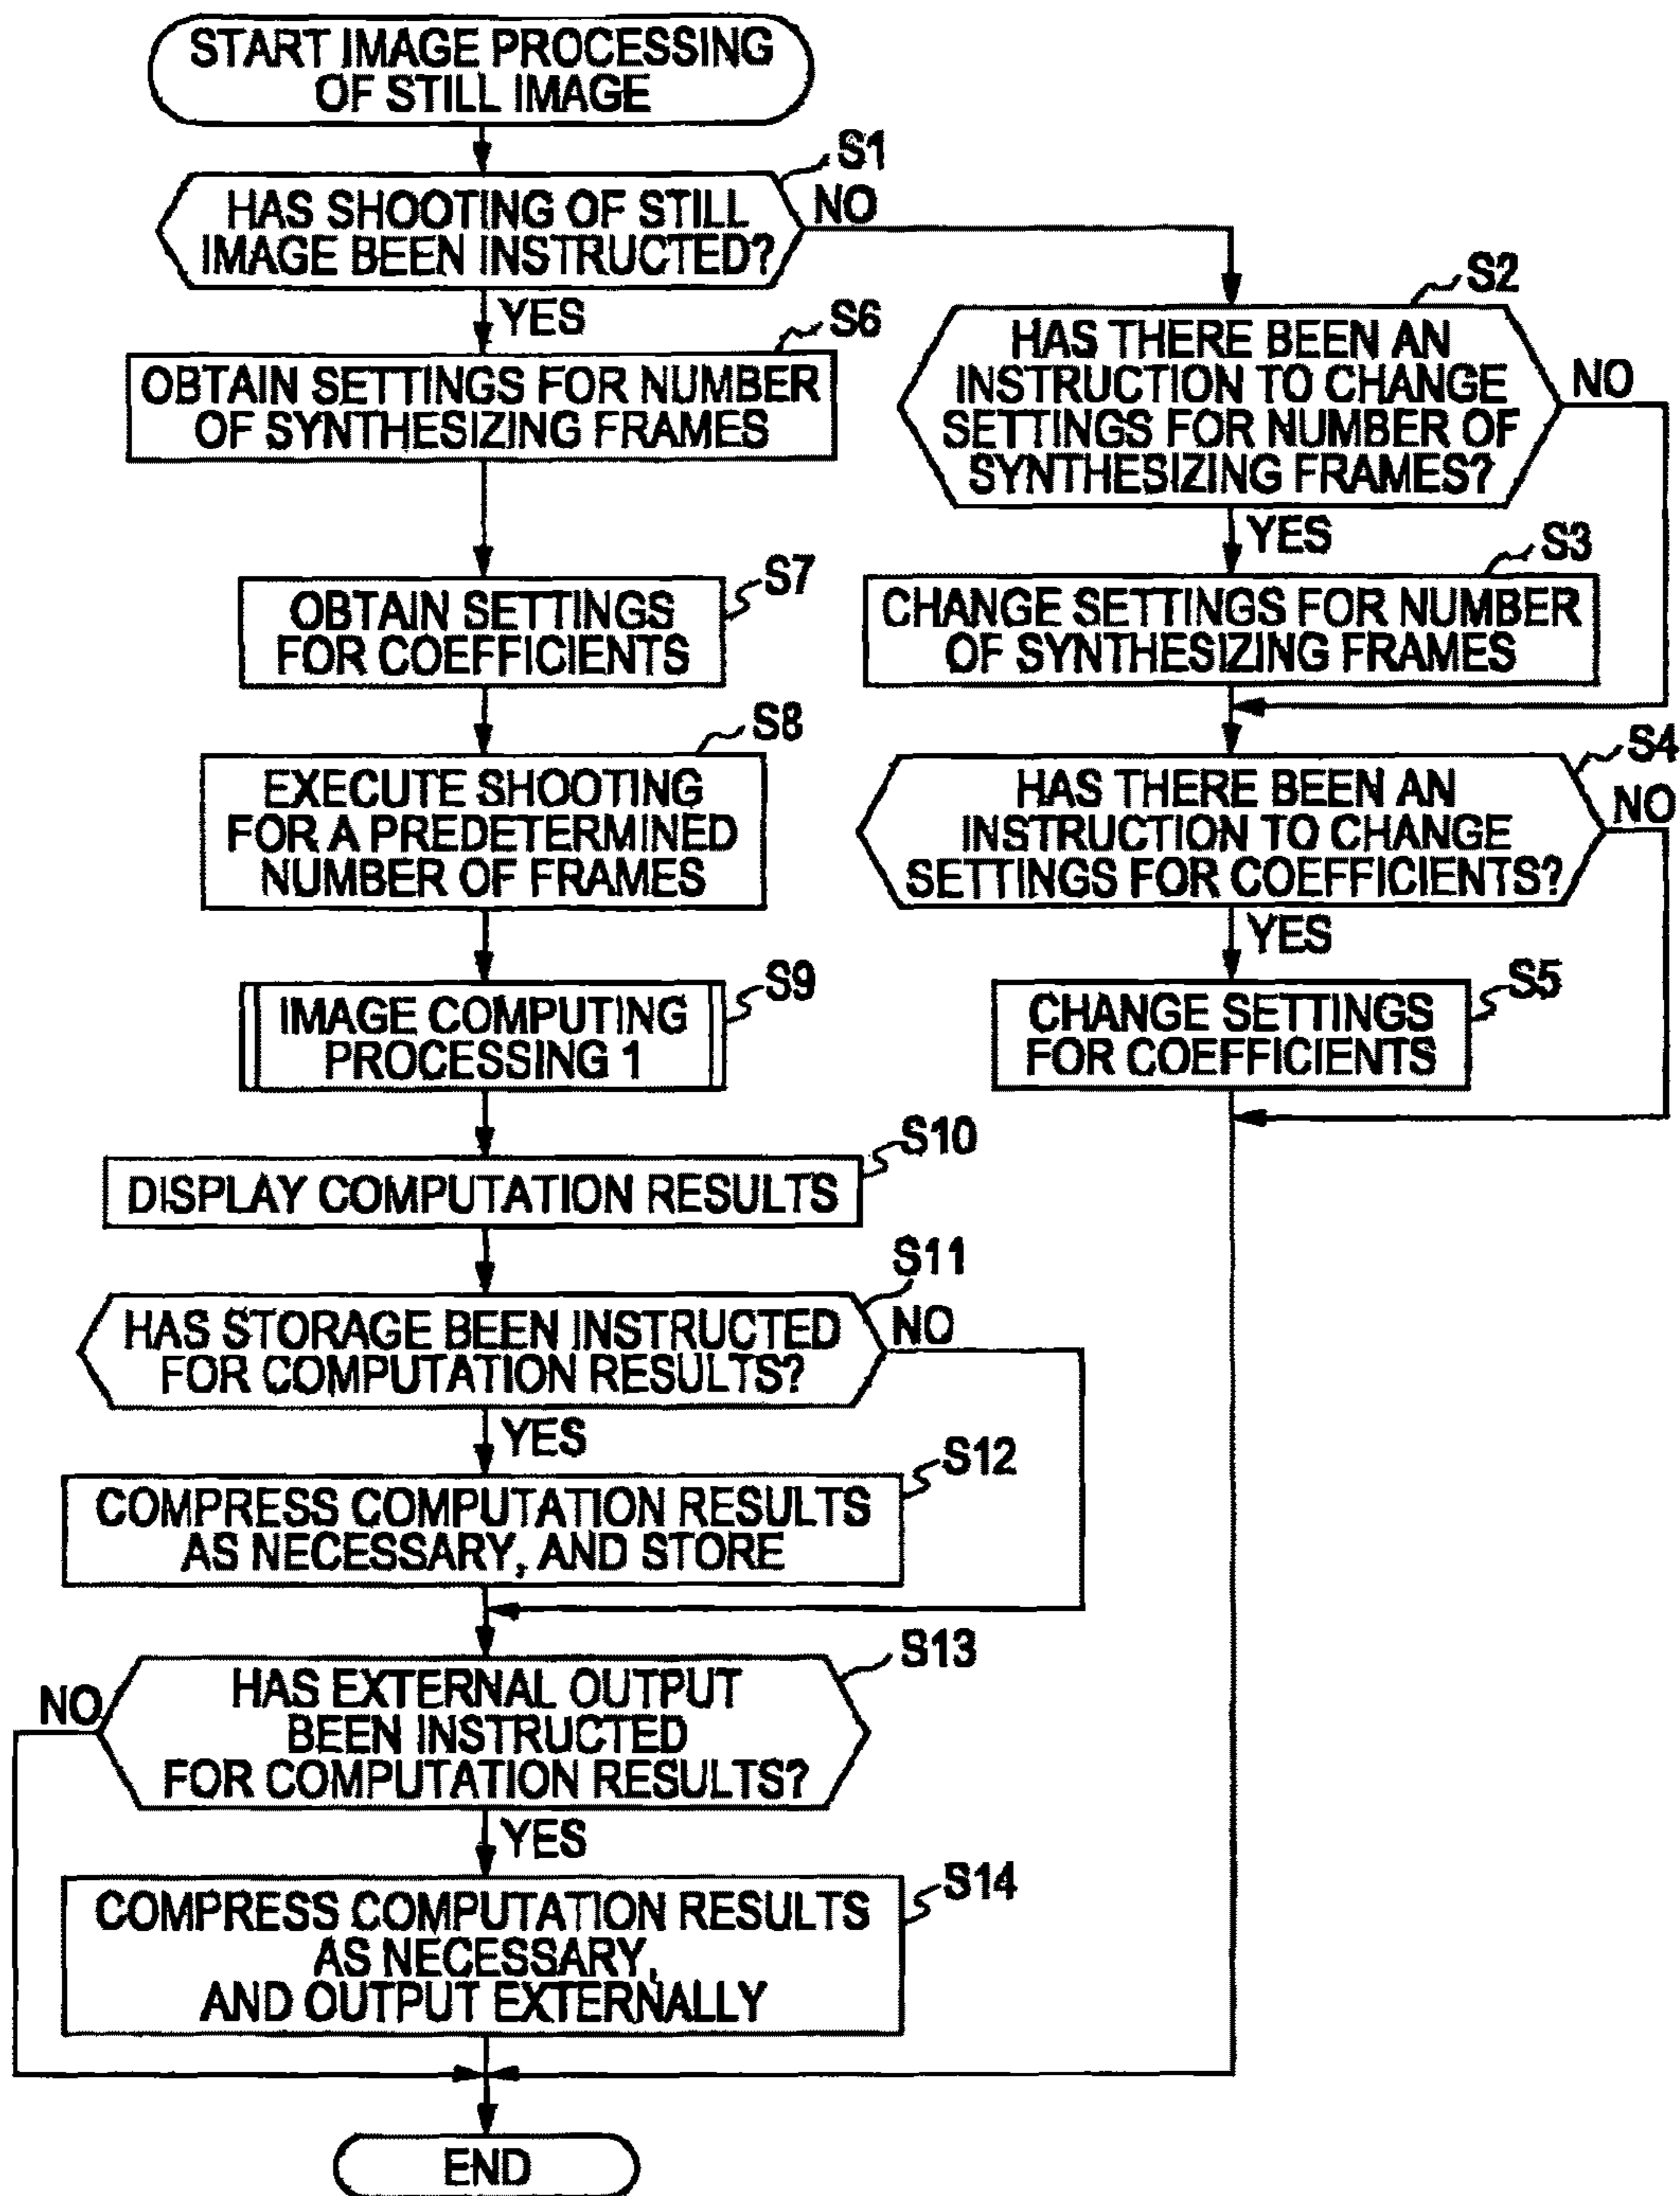 START IMAGE PROCESSING
OF STILL IMAGE
S1
HAS SHOOTING OF STILL
IMAGE BEEN INSTRUCTED?
NO
YES
S2
HAS THERE BEEN AN
INSTRUCTION TO CHANGE
SETTINGS FOR NUMBER OF
SYNTHESIZING FRAMES?
NO
YES
S3
CHANGE SETTINGS FOR NUMBER
OF SYNTHESIZING FRAMES
S4
HAS THERE BEEN AN
INSTRUCTION TO CHANGE
SETTINGS FOR COEFFICIENTS?
NO
YES
S5
CHANGE SETTINGS
FOR COEFFICIENTS
S6
OBTAIN SETTINGS FOR NUMBER
OF SYNTHESIZING FRAMES
S7
OBTAIN SETTINGS
FOR COEFFICIENTS
S8
EXECUTE SHOOTING
FOR A PREDETERMINED
NUMBER OF FRAMES
S9
IMAGE COMPUTING
PROCESSING 1
S10
DISPLAY COMPUTATION RESULTS
S11
HAS STORAGE BEEN INSTRUCTED
FOR COMPUTATION RESULTS?
NO
YES
S12
COMPRESS COMPUTATION RESULTS
AS NECESSARY, AND STORE
S13
HAS EXTERNAL OUTPUT
BEEN INSTRUCTED
FOR COMPUTATION RESULTS?
NO
YES
S14
COMPRESS COMPUTATION RESULTS
AS NECESSARY,
AND OUTPUT EXTERNALLY
END